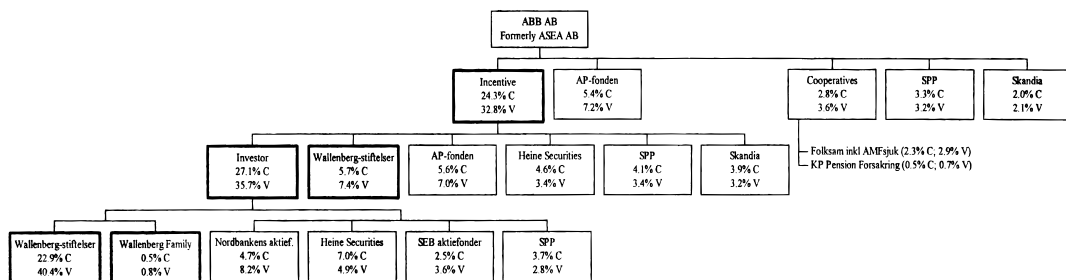 ABB AB
Formerly ASEA AB
Incentive
24.3% C
32.8% V
AP-fonden
5.4% C
7.2% V
Cooperatives
2.8% C
3.6% V
SPP
3.3% C
3.2% V
Skandia
2.0% C
2.1% V
Folksam inkl AMFsjuk (2.3% C; 2.9% V)
KP Pension Forsakring (0.5% C; 0.7% V)
Investor
27.1% C
35.7% V
Wallenberg-stiftelser
5.7% C
7.4% V
AP-fonden
5.6% C
7.0% V
Heine Securities
4.6% C
3.4% V
SPP
4.1% C
3.4% V
Skandia
3.9% C
3.2% V
Wallenberg-stiftelser
22.9% C
40.4% V
Wallenberg Family
0.5% C
0.8% V
Nordbankens aktief.
4.7% C
8.2% V
Heine Securities
7.0% C
4.9% V
SEB aktiefonder
2.5% C
3.6% V
SPP
3.7% C
2.8% V